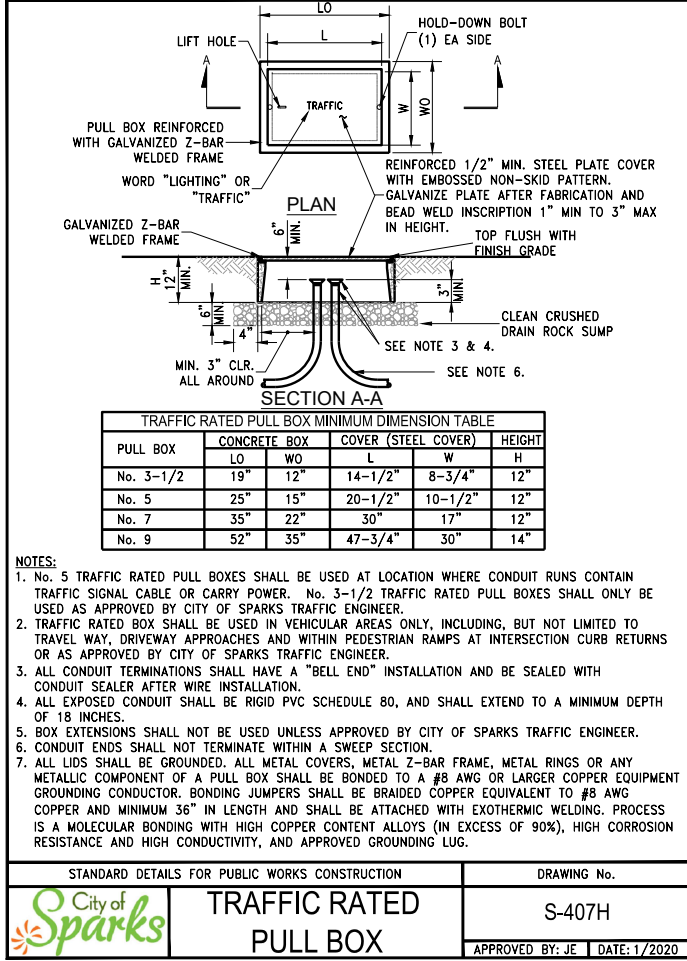 LO
HOLD-DOWN BOLT
(1) EA SIDE
LIFT HOLE
L
A
A
TRAFFIC
W
WO
PULL BOX REINFORCED
WITH GALVANIZED Z-BAR
WELDED FRAME
WORD "LIGHTING" OR
"TRAFFIC"
REINFORCED 1/2" MIN. STEEL PLATE COVER
WITH EMBOSSED NON-SKID PATTERN.
GALVANIZE PLATE AFTER FABRICATION AND
BEAD WELD INSCRIPTION 1" MIN TO 3" MAX
IN HEIGHT.
PLAN
GALVANIZED Z-BAR
WELDED FRAME
6"
MIN.
TOP FLUSH WITH
FINISH GRADE
H
12"
MIN.
3"
MIN.
6"
MIN.
4"
CLEAN CRUSHED
DRAIN ROCK SUMP
SEE NOTE 3 & 4.
MIN. 3" CLR.
ALL AROUND
SEE NOTE 6.
SECTION A-A
TRAFFIC RATED PULL BOX MINIMUM DIMENSION TABLE
PULL BOX CONCRETE BOX COVER (STEEL COVER) HEIGHT
LO WO L W H
No. 3-1/2 19" 12" 14-1/2" 8-3/4" 12"
No. 5 25" 15" 20-1/2" 10-1/2" 12"
No. 7 35" 22" 30" 17" 12"
No. 9 52" 35" 47-3/4" 30" 14"
NOTES:
1. No. 5 TRAFFIC RATED PULL BOXES SHALL BE USED AT LOCATION WHERE CONDUIT RUNS CONTAIN
TRAFFIC SIGNAL CABLE OR CARRY POWER. No. 3-1/2 TRAFFIC RATED PULL BOXES SHALL ONLY BE
USED AS APPROVED BY CITY OF SPARKS TRAFFIC ENGINEER.
2. TRAFFIC RATED BOX SHALL BE USED IN VEHICULAR AREAS ONLY, INCLUDING, BUT NOT LIMITED TO
TRAVEL WAY, DRIVEWAY APPROACHES AND WITHIN PEDESTRIAN RAMPS AT INTERSECTION CURB RETURNS
OR AS APPROVED BY CITY OF SPARKS TRAFFIC ENGINEER.
3. ALL CONDUIT TERMINATIONS SHALL HAVE A "BELL END" INSTALLATION AND BE SEALED WITH
CONDUIT SEALER AFTER WIRE INSTALLATION.
4. ALL EXPOSED CONDUIT SHALL BE RIGID PVC SCHEDULE 80, AND SHALL EXTEND TO A MINIMUM DEPTH
OF 18 INCHES.
5. BOX EXTENSIONS SHALL NOT BE USED UNLESS APPROVED BY CITY OF SPARKS TRAFFIC ENGINEER.
6. CONDUIT ENDS SHALL NOT TERMINATE WITHIN A SWEEP SECTION.
7. ALL LIDS SHALL BE GROUNDED. ALL METAL COVERS, METAL Z-BAR FRAME, METAL RINGS OR ANY
METALLIC COMPONENT OF A PULL BOX SHALL BE BONDED TO A #8 AWG OR LARGER COPPER EQUIPMENT
GROUNDING CONDUCTOR. BONDING JUMPERS SHALL BE BRAIDED COPPER EQUIVALENT TO #8 AWG
COPPER AND MINIMUM 36" IN LENGTH AND SHALL BE ATTACHED WITH EXOTHERMIC WELDING. PROCESS
IS A MOLECULAR BONDING WITH HIGH COPPER CONTENT ALLOYS (IN EXCESS OF 90%), HIGH CORROSION
RESISTANCE AND HIGH CONDUCTIVITY, AND APPROVED GROUNDING LUG.
STANDARD DETAILS FOR PUBLIC WORKS CONSTRUCTION
DRAWING No.
City of
Sparks
TRAFFIC RATED
PULL BOX
S-407H
APPROVED BY: JE DATE: 1/2020